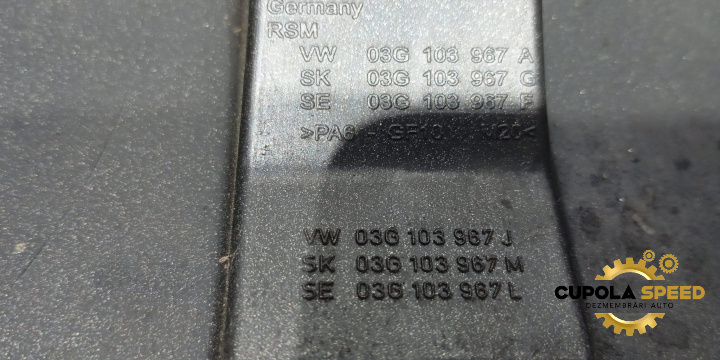 Germany
RSM
VW 03G 103 967 A
SK 03G 103 967 G
SE 03G 103 967 F
VW 03G 103 967 J
SK 03G 103 967 M
SE 03G 103 967 L
CUPOLA SPEED
DEZMEMBRĂRI AUTO